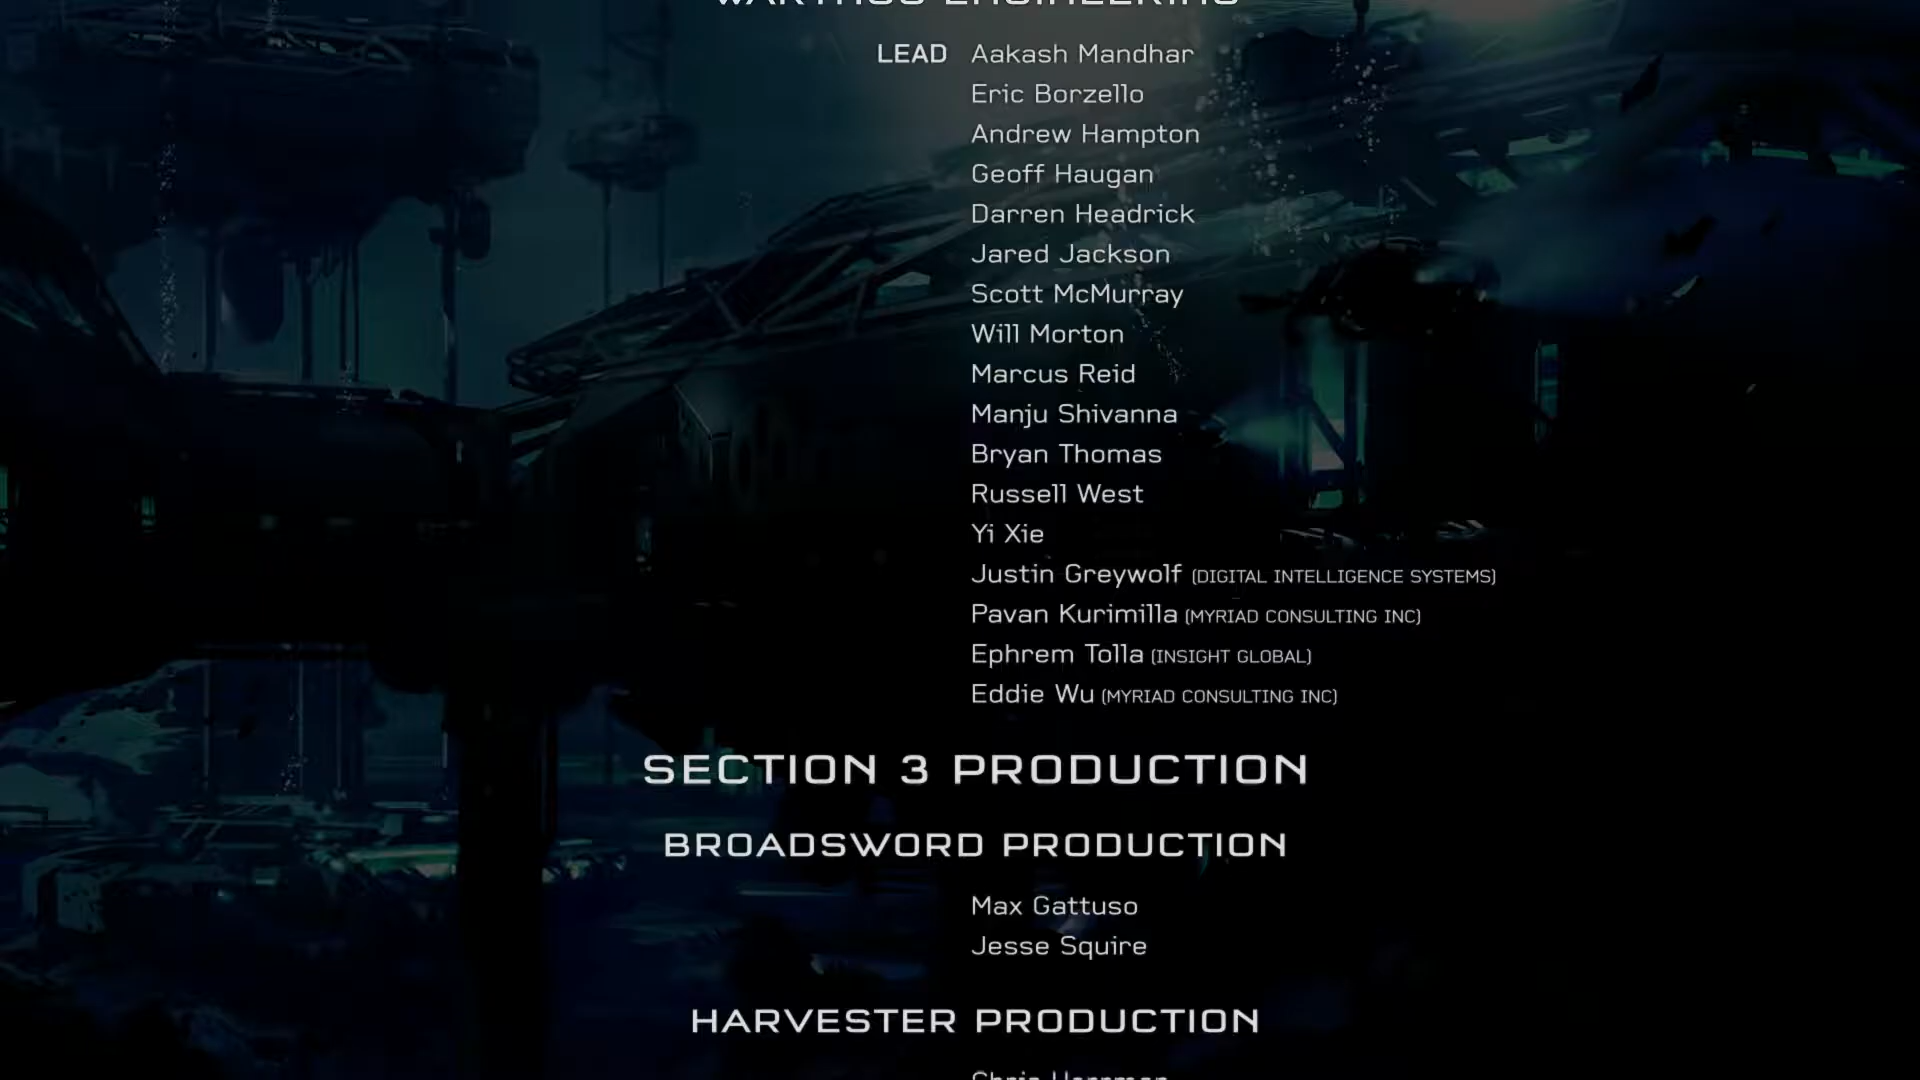 WARTHOG ENGINEERING
LEAD Aakash Mandhar
Eric Borzello
Andrew Hampton
Geoff Haugan
Darren Headrick
Jared Jackson
Scott McMurray
Will Morton
Marcus Reid
Manju Shivanna
Bryan Thomas
Russell West
Yi Xie
Justin Greywolf (DIGITAL INTELLIGENCE SYSTEMS)
Pavan Kurimilla (MYRIAD CONSULTING INC)
Ephrem Tolla (INSIGHT GLOBAL)
Eddie Wu (MYRIAD CONSULTING INC)
SECTION 3 PRODUCTION
BROADSWORD PRODUCTION
Max Gattuso
Jesse Squire
HARVESTER PRODUCTION
Chris